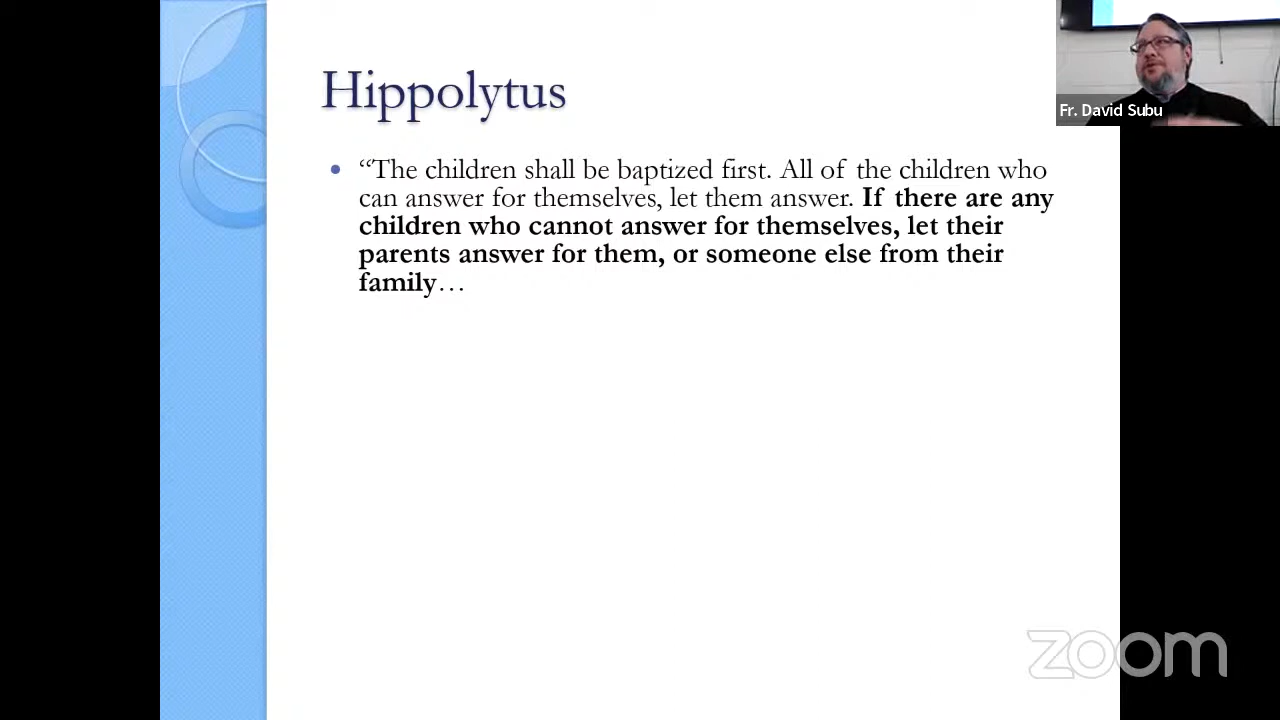 Hippolytus
• “The children shall be baptized first. All of the children who
can answer for themselves, let them answer. If there are any
children who cannot answer for themselves, let their
parents answer for them, or someone else from their
family…
Fr. David Subu
zoom